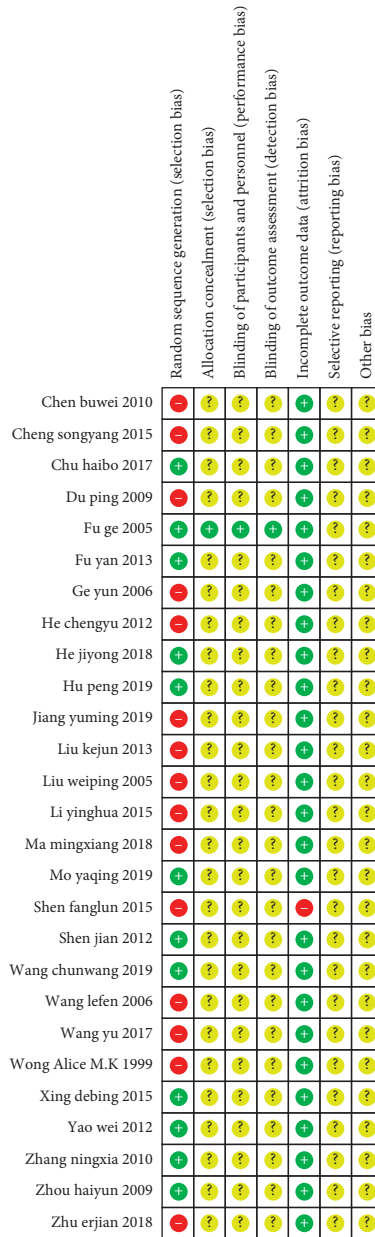 Random sequence generation (selection bias)
Allocation concealment (selection bias)
Blinding of participants and personnel (performance bias)
Blinding of outcome assessment (detection bias)
Incomplete outcome data (attrition bias)
Selective reporting (reporting bias)
Other bias
Chen buwei 2010 – ? ? ? + ? ?
Cheng songyang 2015 – ? ? ? + ? ?
Chu haibo 2017 + ? ? ? + ? ?
Du ping 2009 – ? ? ? + ? ?
Fu ge 2005 + + + + + ? ?
Fu yan 2013 + ? ? ? + ? ?
Ge yun 2006 – ? ? ? + ? ?
He chengyu 2012 – ? ? ? + ? ?
He jiyong 2018 + ? ? ? + ? ?
Hu peng 2019 + ? ? ? + ? ?
Jiang yuming 2019 – ? ? ? + ? ?
Liu kejun 2013 – ? ? ? + ? ?
Liu weiping 2005 – ? ? ? + ? ?
Li yinghua 2015 – ? ? ? + ? ?
Ma mingxiang 2018 – ? ? ? + ? ?
Mo yaqing 2019 + ? ? ? + ? ?
Shen fanglun 2015 – ? ? ? – ? ?
Shen jian 2012 + ? ? ? + ? ?
Wang chunwang 2019 + ? ? ? + ? ?
Wang lefen 2006 – ? ? ? + ? ?
Wang yu 2017 – ? ? ? + ? ?
Wong Alice M.K 1999 – ? ? ? + ? ?
Xing debing 2015 + ? ? ? + ? ?
Yao wei 2012 + ? ? ? + ? ?
Zhang ningxia 2010 + ? ? ? + ? ?
Zhou haiyun 2009 + ? ? ? + ? ?
Zhu erjian 2018 – ? ? ? + ? ?